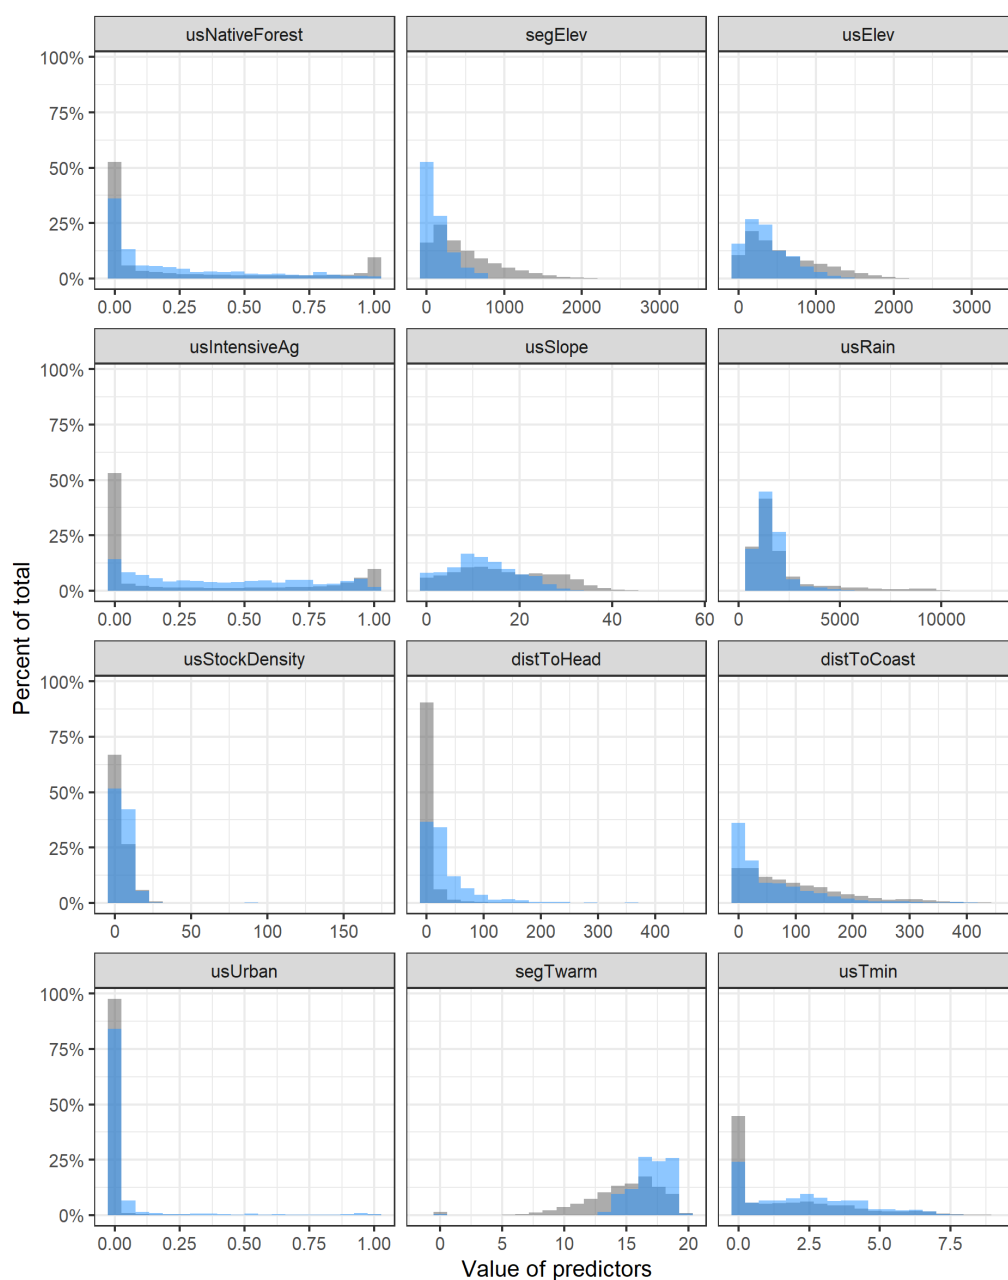 usNativeForest segElev usElev
100%
75%
50%
25%
0%
0.00 0.25 0.50 0.75 1.00 0 1000 2000 3000 0 1000 2000 3000
usIntensiveAg usSlope usRain
100%
75%
50%
25%
0%
0.00 0.25 0.50 0.75 1.00 0 20 40 60 0 5000 10000
Percent of total
usStockDensity distToHead distToCoast
100%
75%
50%
25%
0%
0 50 100 150 0 100 200 300 400 0 100 200 300 400
usUrban segTwarm usTmin
100%
75%
50%
25%
0%
0.00 0.25 0.50 0.75 1.00 0 5 10 15 20 0.0 2.5 5.0 7.5
Value of predictors